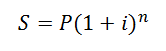 S = P(1 + i)ⁿ